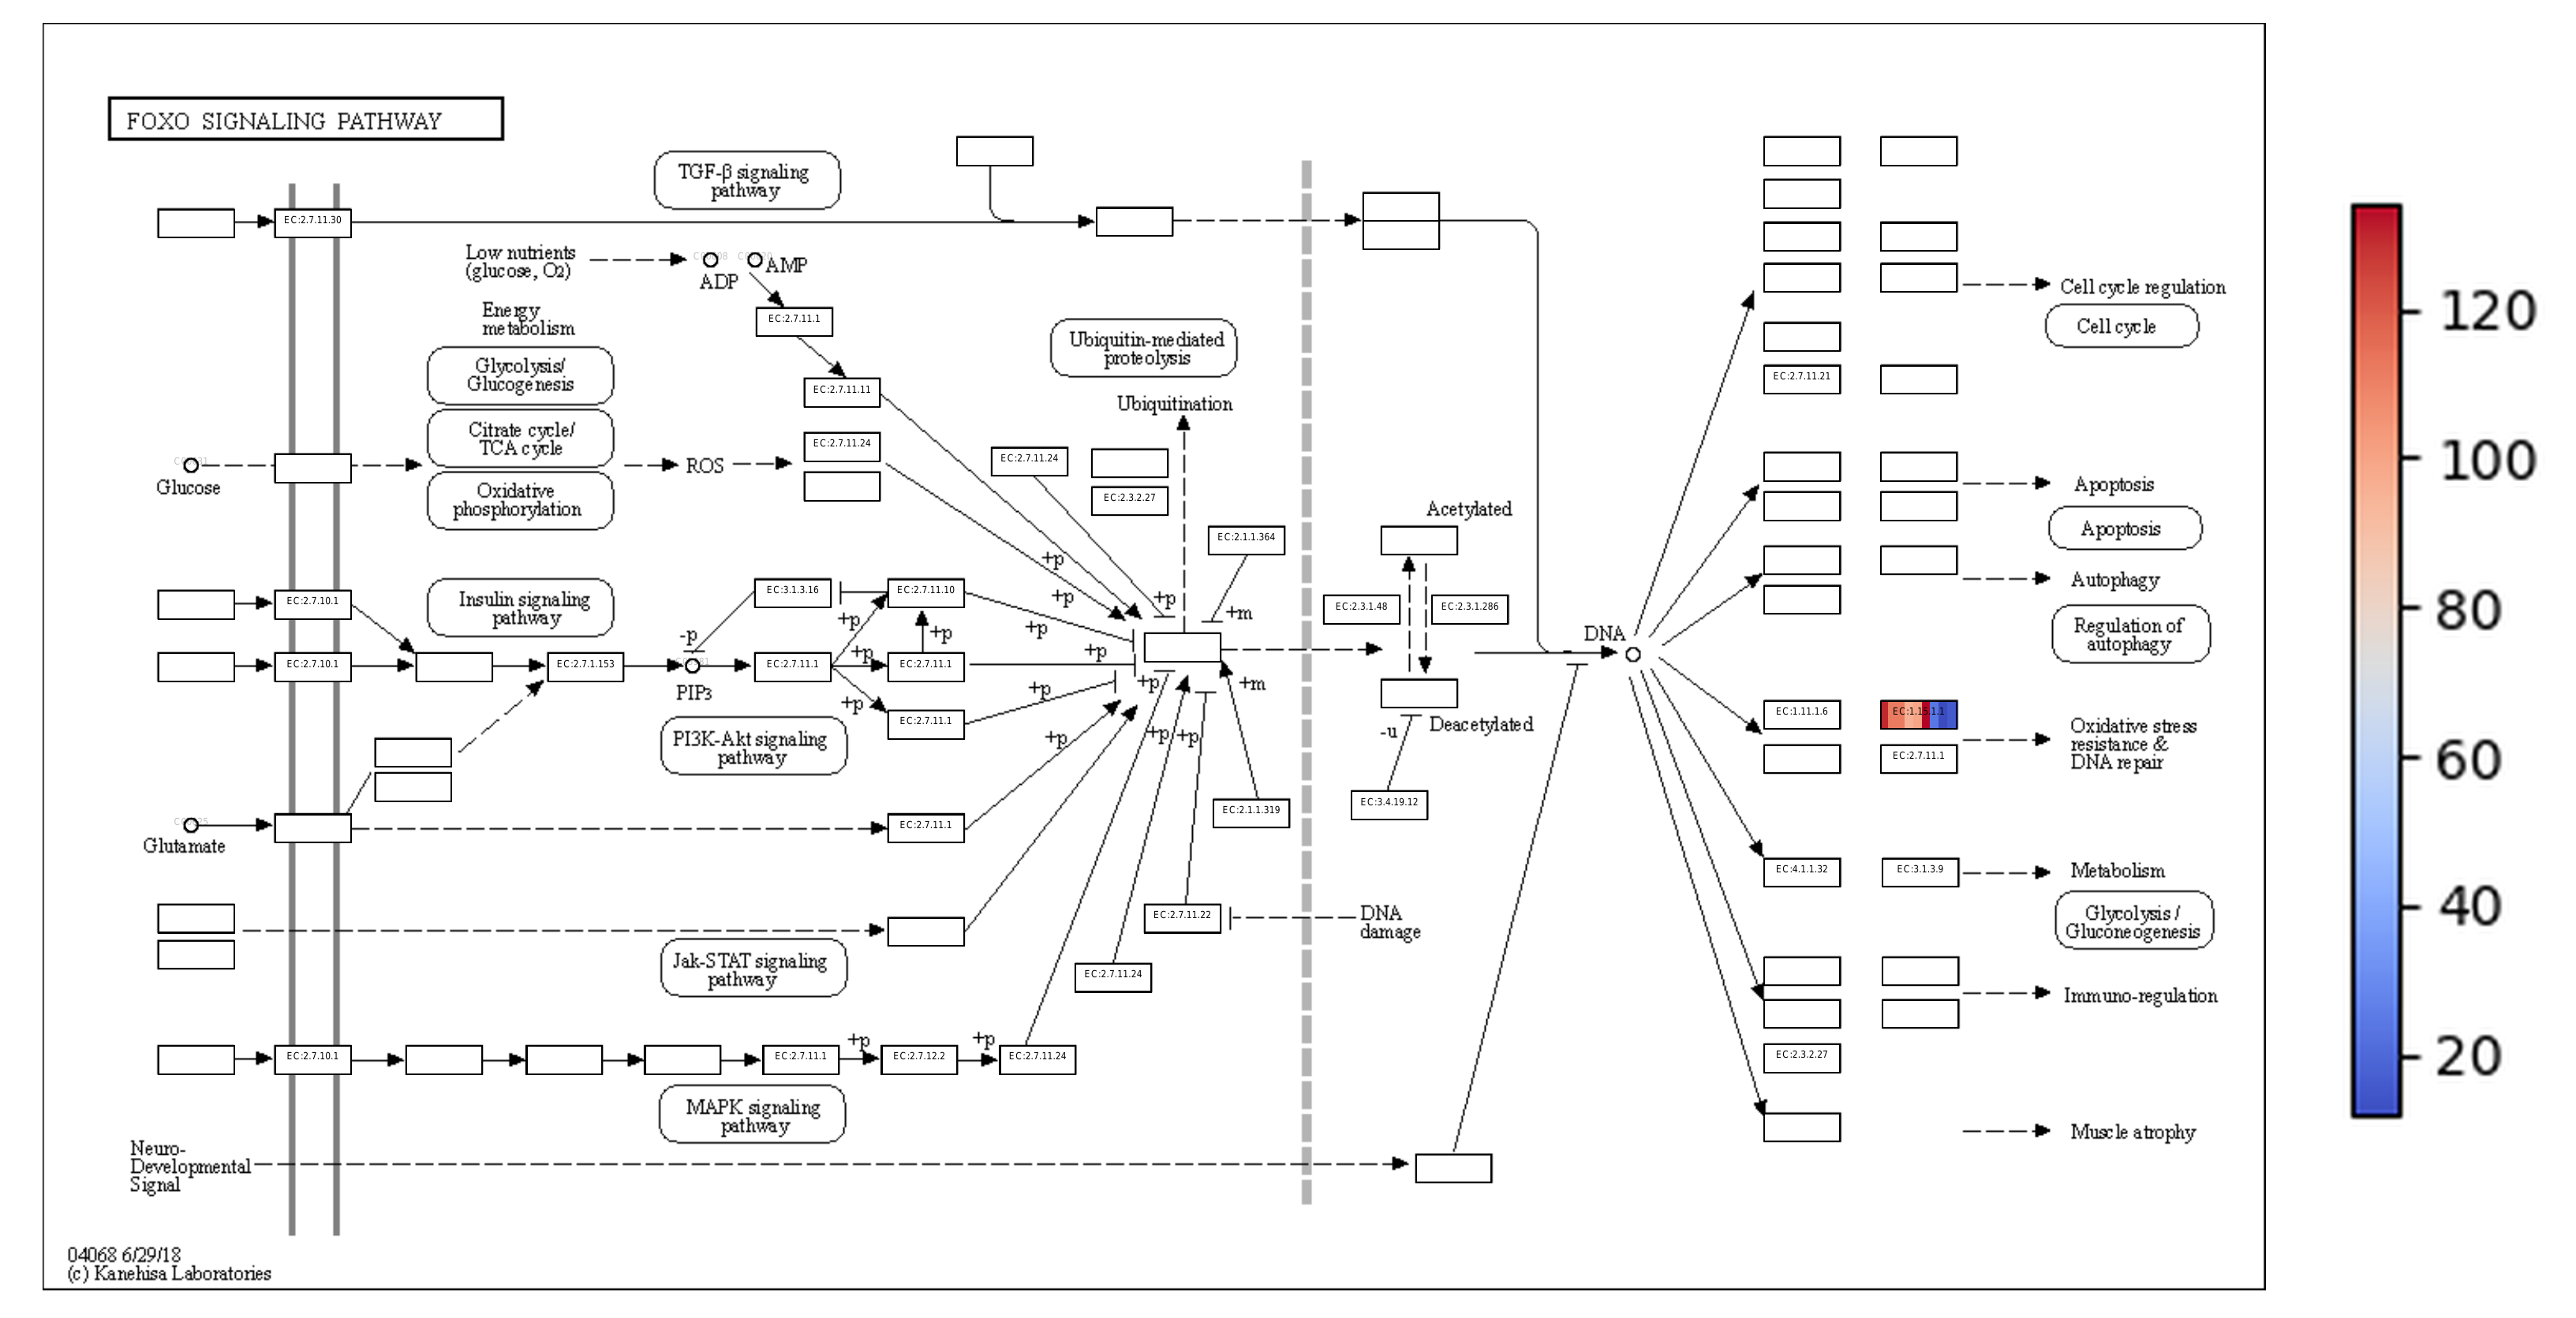 FOXO SIGNALING PATHWAY
TGF-β signaling
pathway
EC:2.7.11.30
Low nutrients
(glucose, O2)
ADP
AMP
Energy
metabolism
EC:2.7.11.1
Glycolysis/
Glucogenesis
Citrate cycle/
TCA cycle
Oxidative
phosphorylation
Glucose
ROS
EC:2.7.11.11
EC:2.7.11.24
Ubiquitin-mediated
proteolysis
Ubiquitination
EC:2.7.11.24
EC:2.3.2.27
EC:2.1.1.364
+p
+p
+p
+m
EC:2.7.10.1
Insulin signaling
pathway
EC:3.1.3.16
EC:2.7.11.10
-p
+p
+p
+p
EC:2.7.10.1
EC:2.7.1.153
PIP3
EC:2.7.11.1
+p
EC:2.7.11.1
+p
+p
EC:2.7.11.1
+p
+p
+m
PI3K-Akt signaling
pathway
+p
+p
+p
Glutamate
EC:2.7.11.1
EC:2.1.1.319
EC:2.7.11.22
DNA
damage
EC:2.7.11.24
Jak-STAT signaling
pathway
EC:2.7.10.1
EC:2.7.11.1
+p
EC:2.7.12.2
+p
EC:2.7.11.24
MAPK signaling
pathway
Neuro-
Developmental
Signal
Acetylated
EC:2.3.1.48
EC:2.3.1.286
Deacetylated
-u
EC:3.4.19.12
DNA
EC:2.7.11.21
Cell cycle regulation
Cell cycle
Apoptosis
Apoptosis
Autophagy
Regulation of
autophagy
EC:1.11.1.6
EC:1.15.1.1
EC:2.7.11.1
Oxidative stress
resistance &
DNA repair
EC:4.1.1.32
EC:3.1.3.9
Metabolism
Glycolysis /
Gluconeogenesis
Immuno-regulation
EC:2.3.2.27
Muscle atrophy
120
100
80
60
40
20
04068 6/29/18
(c) Kanehisa Laboratories